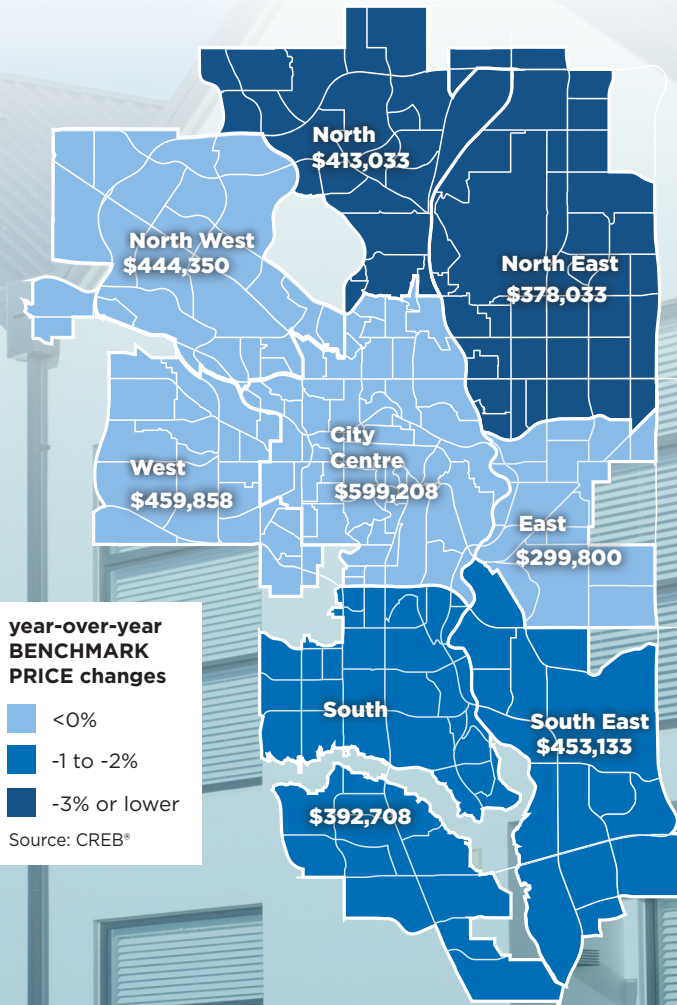 North
$413,033
North West
$444,350
North East
$378,033
City
Centre
$599,208
West
$459,858
East
$299,800
South
$392,708
South East
$453,133
year-over-year
BENCHMARK
PRICE changes
<0%
-1 to -2%
-3% or lower
Source: CREB®